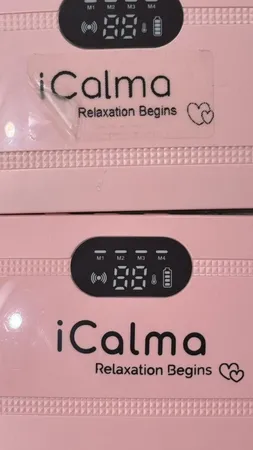 M1 M2 M3 M4
88
iCalma
Relaxation Begins
M1 M2 M3 M4
88
iCalma
Relaxation Begins